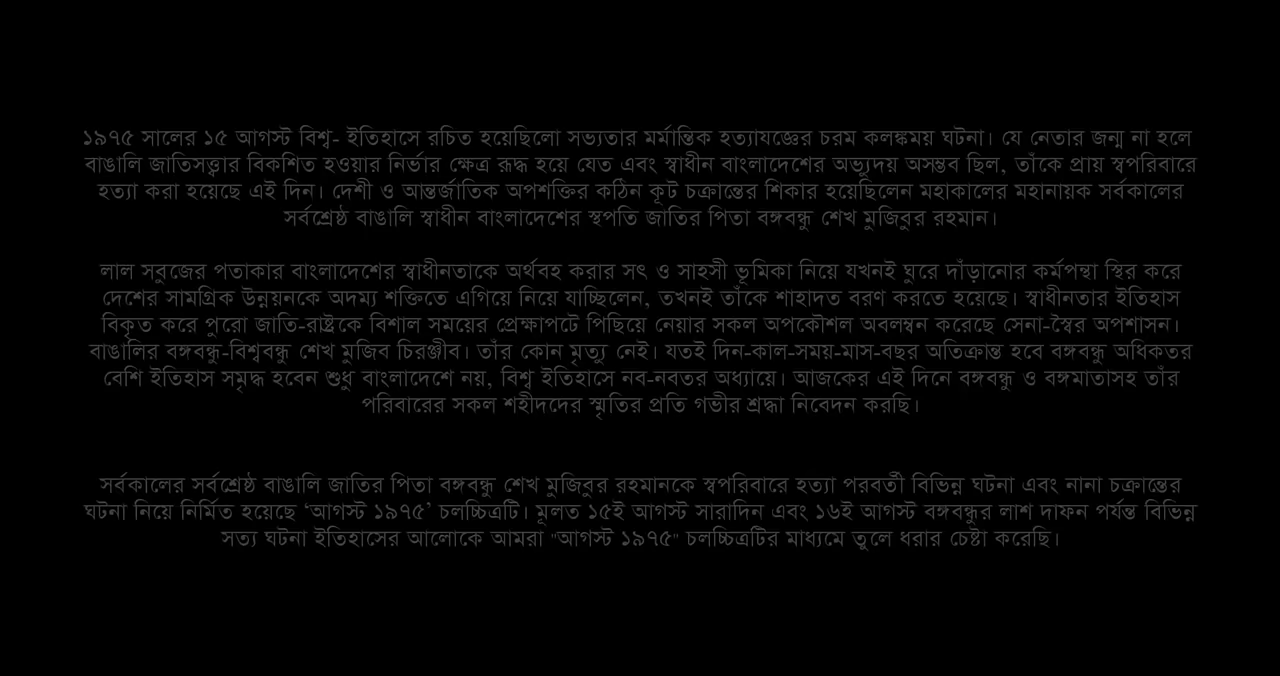 ১৯৭৫ সালের ১৫ আগস্ট বিশ্ব- ইতিহাসে রচিত হয়েছিলো সভ্যতার মর্মান্তিক হত্যাযজ্ঞের চরম কলঙ্কময় ঘটনা। যে নেতার জন্ম না হলে
বাঙালি জাতিসত্ত্বার বিকশিত হওয়ার নির্ভার ক্ষেত্র রূদ্ধ হয়ে যেত এবং স্বাধীন বাংলাদেশের অভ্যুদয় অসম্ভব ছিল, তাঁকে প্রায় স্বপরিবারে
হত্যা করা হয়েছে এই দিন। দেশী ও আন্তর্জাতিক অপশক্তির কঠিন কূট চক্রান্তের শিকার হয়েছিলেন মহাকালের মহানায়ক সর্বকালের
সর্বশ্রেষ্ঠ বাঙালি স্বাধীন বাংলাদেশের স্থপতি জাতির পিতা বঙ্গবন্ধু শেখ মুজিবুর রহমান।
লাল সবুজের পতাকার বাংলাদেশের স্বাধীনতাকে অর্থবহ করার সৎ ও সাহসী ভূমিকা নিয়ে যখনই ঘুরে দাঁড়ানোর কর্মপন্থা স্থির করে
দেশের সামগ্রিক উন্নয়নকে অদম্য শক্তিতে এগিয়ে নিয়ে যাচ্ছিলেন, তখনই তাঁকে শাহাদত বরণ করতে হয়েছে। স্বাধীনতার ইতিহাস
বিকৃত করে পুরো জাতি-রাষ্ট্রকে বিশাল সময়ের প্রেক্ষাপটে পিছিয়ে নেয়ার সকল অপকৌশল অবলম্বন করেছে সেনা-স্বৈর অপশাসন।
বাঙালির বঙ্গবন্ধু-বিশ্ববন্ধু শেখ মুজিব চিরঞ্জীব। তাঁর কোন মৃত্যু নেই। যতই দিন-কাল-সময়-মাস-বছর অতিক্রান্ত হবে বঙ্গবন্ধু অধিকতর
বেশি ইতিহাস সমৃদ্ধ হবেন শুধু বাংলাদেশে নয়, বিশ্ব ইতিহাসে নব-নবতর অধ্যায়ে। আজকের এই দিনে বঙ্গবন্ধু ও বঙ্গমাতাসহ তাঁর
পরিবারের সকল শহীদদের স্মৃতির প্রতি গভীর শ্রদ্ধা নিবেদন করছি।
সর্বকালের সর্বশ্রেষ্ঠ বাঙালি জাতির পিতা বঙ্গবন্ধু শেখ মুজিবুর রহমানকে স্বপরিবারে হত্যা পরবর্তী বিভিন্ন ঘটনা এবং নানা চক্রান্তের
ঘটনা নিয়ে নির্মিত হয়েছে ‘আগস্ট ১৯৭৫’ চলচ্চিত্রটি। মূলত ১৫ই আগস্ট সারাদিন এবং ১৬ই আগস্ট বঙ্গবন্ধুর লাশ দাফন পর্যন্ত বিভিন্ন
সত্য ঘটনা ইতিহাসের আলোকে আমরা "আগস্ট ১৯৭৫" চলচ্চিত্রটির মাধ্যমে তুলে ধরার চেষ্টা করেছি।